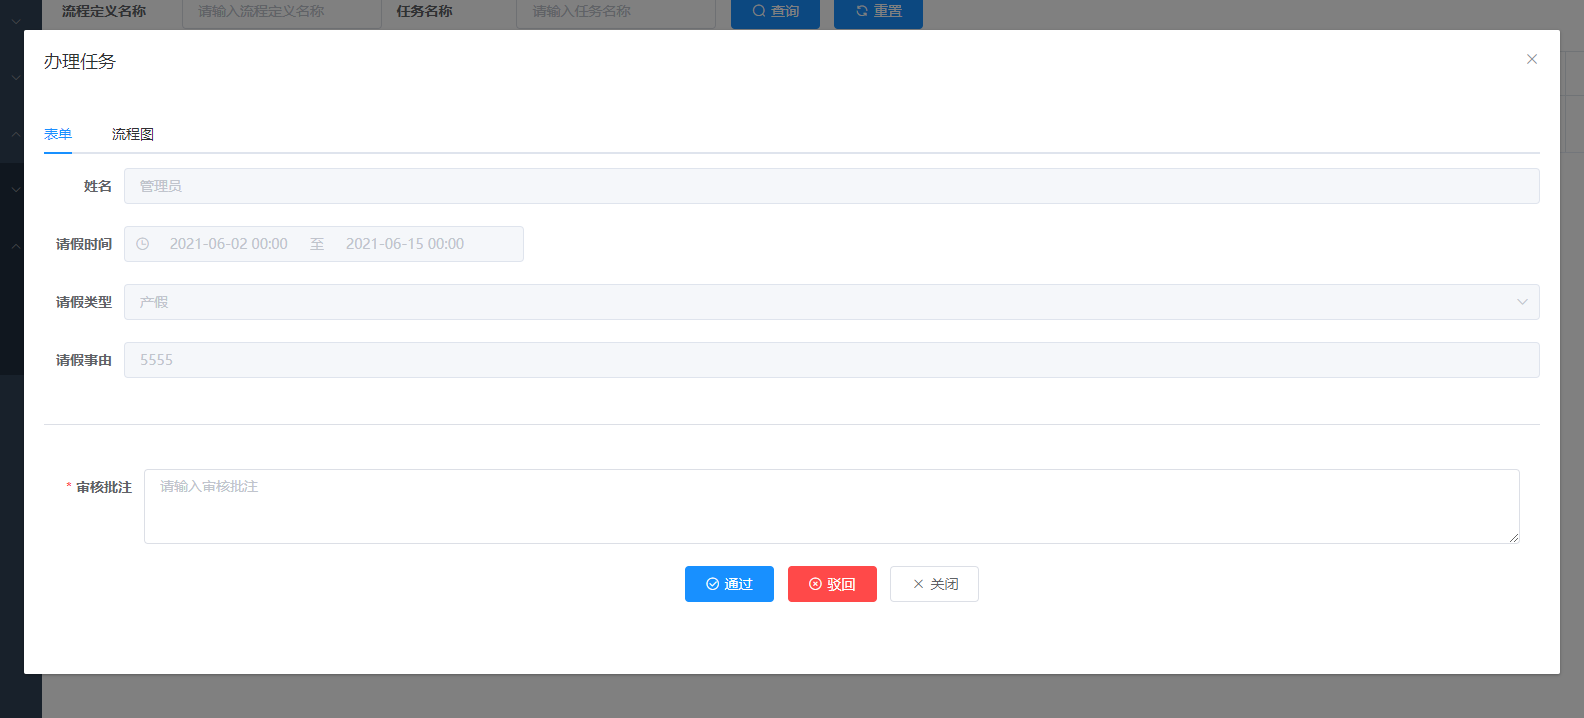 流程定义名称 请输入流程定义名称 任务名称 请输入任务名称 查询 重置
办理任务
表单 流程图
姓名 管理员
请假时间 2021-06-02 00:00 至 2021-06-15 00:00
请假类型 产假
请假事由 5555
* 审核批注 请输入审核批注
通过 驳回 关闭